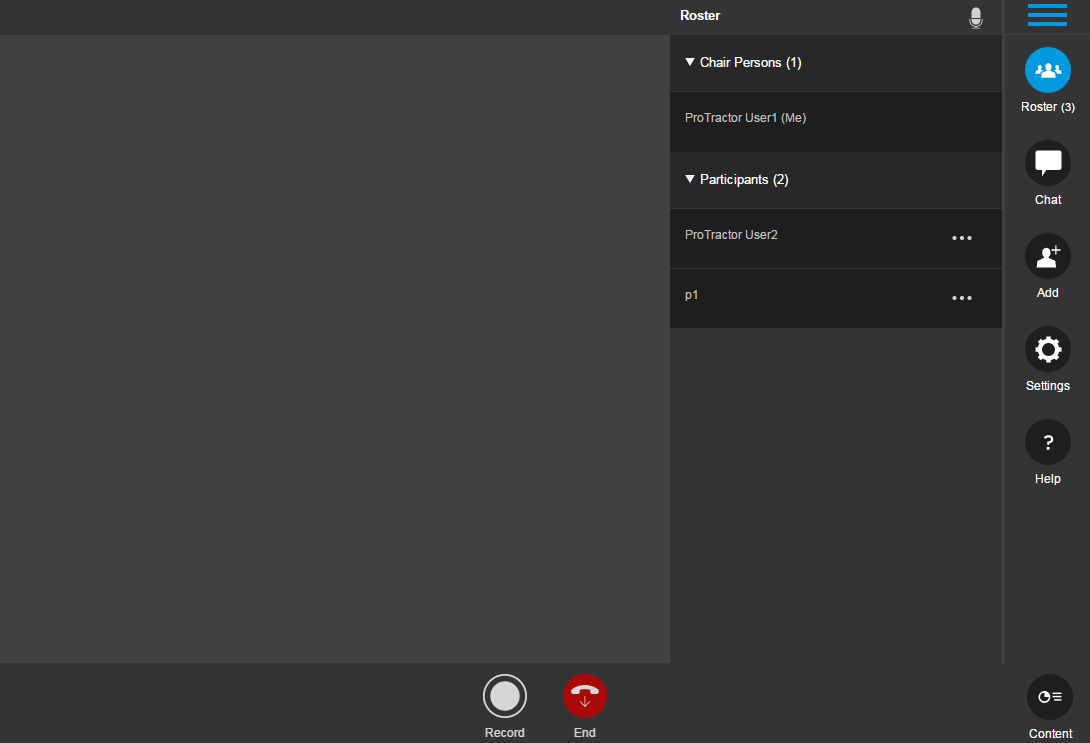 Roster
Chair Persons (1)
ProTractor User1 (Me)
Participants (2)
ProTractor User2
p1
Roster (3)
Chat
Add
Settings
?
Help
Record
End
Content